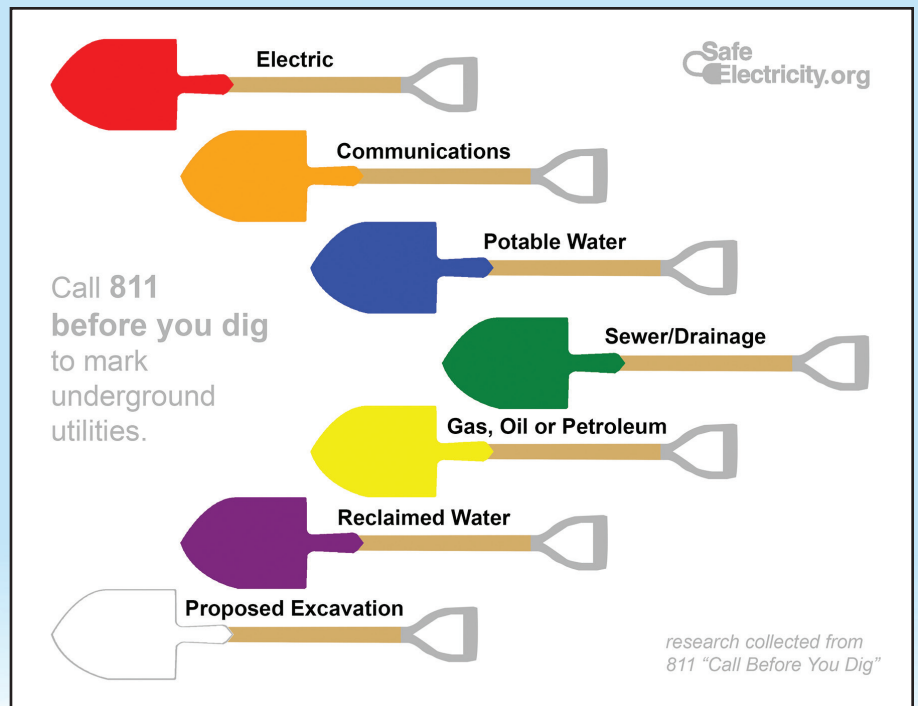 Electric
Safe
Electricity.org
Communications
Potable Water
Call 811
before you dig
to mark
underground
utilities.
Sewer/Drainage
Gas, Oil or Petroleum
Reclaimed Water
Proposed Excavation
research collected from
811 “Call Before You Dig”